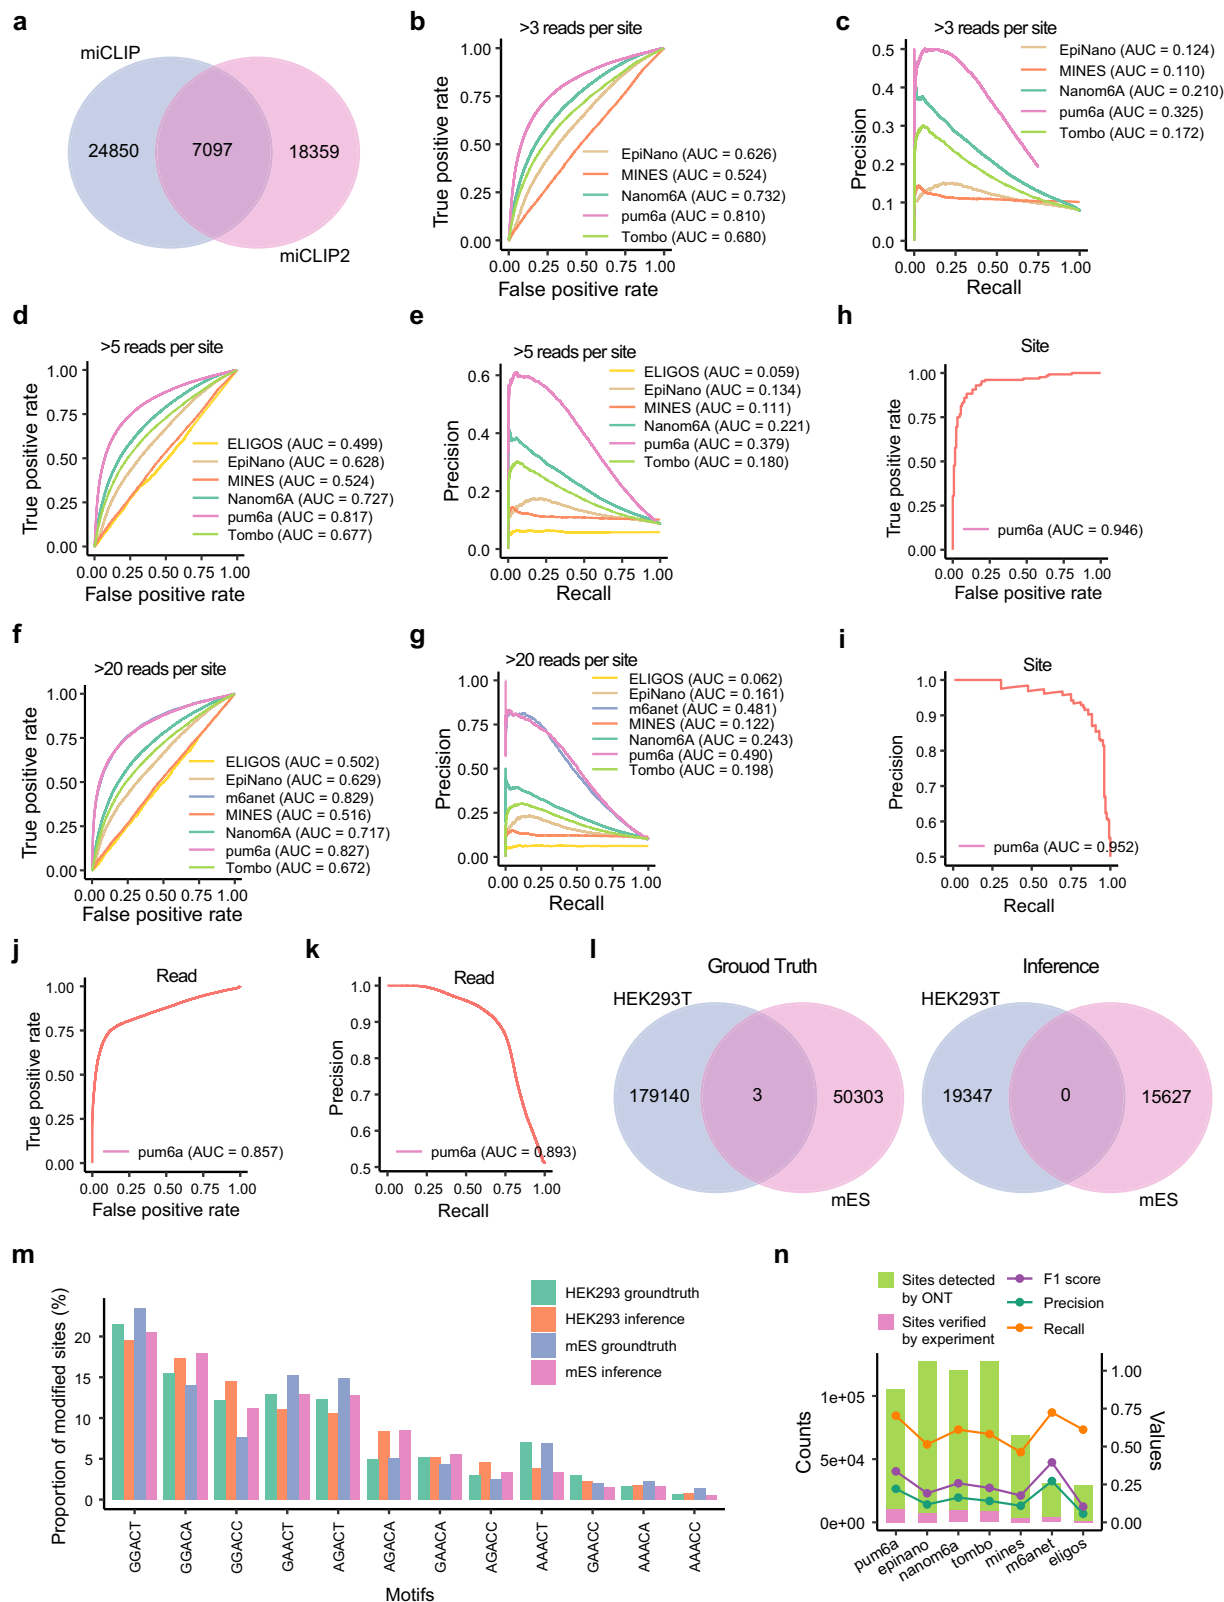 a
miCLIP
24850
7097
18359
miCLIP2
b
>3 reads per site
True positive rate
1.00
0.75
0.50
0.25
0.00
EpiNano (AUC = 0.626)
MINES (AUC = 0.524)
Nanom6A (AUC = 0.732)
pum6a (AUC = 0.810)
Tombo (AUC = 0.680)
0.00 0.25 0.50 0.75 1.00
False positive rate
c
>3 reads per site
Precision
0.5
0.4
0.3
0.2
0.1
0.0
EpiNano (AUC = 0.124)
MINES (AUC = 0.110)
Nanom6A (AUC = 0.210)
pum6a (AUC = 0.325)
Tombo (AUC = 0.172)
0.00 0.25 0.50 0.75 1.00
Recall
d
>5 reads per site
True positive rate
1.00
0.75
0.50
0.25
0.00
ELIGOS (AUC = 0.499)
EpiNano (AUC = 0.628)
MINES (AUC = 0.524)
Nanom6A (AUC = 0.727)
pum6a (AUC = 0.817)
Tombo (AUC = 0.677)
0.00 0.25 0.50 0.75 1.00
False positive rate
e
>5 reads per site
Precision
0.6
0.4
0.2
0.0
ELIGOS (AUC = 0.059)
EpiNano (AUC = 0.134)
MINES (AUC = 0.111)
Nanom6A (AUC = 0.221)
pum6a (AUC = 0.379)
Tombo (AUC = 0.180)
0.00 0.25 0.50 0.75 1.00
Recall
h
Site
True positive rate
1.00
0.75
0.50
0.25
0.00
pum6a (AUC = 0.946)
0.00 0.25 0.50 0.75 1.00
False positive rate
f
>20 reads per site
True positive rate
1.00
0.75
0.50
0.25
0.00
ELIGOS (AUC = 0.502)
EpiNano (AUC = 0.629)
m6anet (AUC = 0.829)
MINES (AUC = 0.516)
Nanom6A (AUC = 0.717)
pum6a (AUC = 0.827)
Tombo (AUC = 0.672)
0.00 0.25 0.50 0.75 1.00
False positive rate
g
>20 reads per site
Precision
1.00
0.75
0.50
0.25
0.00
ELIGOS (AUC = 0.062)
EpiNano (AUC = 0.161)
m6anet (AUC = 0.481)
MINES (AUC = 0.122)
Nanom6A (AUC = 0.243)
pum6a (AUC = 0.490)
Tombo (AUC = 0.198)
0.00 0.25 0.50 0.75 1.00
Recall
i
Site
Precision
1.0
0.9
0.8
0.7
0.6
0.5
pum6a (AUC = 0.952)
0.00 0.25 0.50 0.75 1.00
Recall
j
Read
True positive rate
1.00
0.75
0.50
0.25
0.00
pum6a (AUC = 0.857)
0.00 0.25 0.50 0.75 1.00
False positive rate
k
Read
Precision
1.0
0.9
0.8
0.7
0.6
0.5
pum6a (AUC = 0.893)
0.00 0.25 0.50 0.75 1.00
Recall
l
Grouod Truth
HEK293T
179140
3
50303
mES
Inference
HEK293T
19347
0
15627
mES
m
Proportion of modified sites (%)
20
15
10
5
0
HEK293 groundtruth
HEK293 inference
mES groundtruth
mES inference
GGACT
GGACA
GGACC
GAACT
AGACT
AGACA
GAACA
AGACC
AAACT
GAACC
AAACA
AAACC
Motifs
n
Sites detected
by ONT
Sites verified
by experiment
F1 score
Precision
Recall
Counts
1e+05
5e+04
0e+00
Values
1.00
0.75
0.50
0.25
0.00
pum6a
epinano
nanom6a
tombo
mines
m6anet
eligos